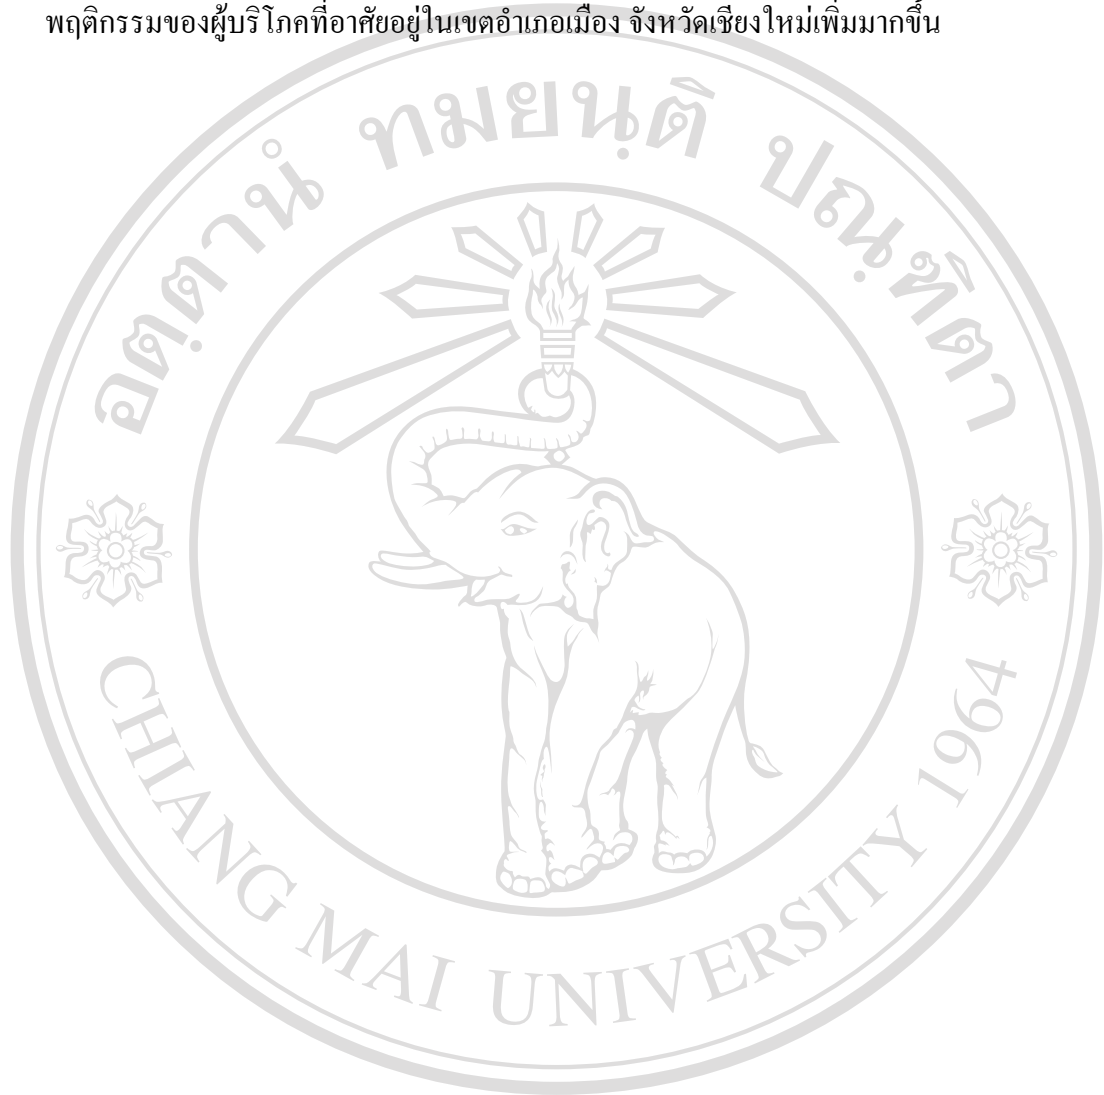 พฤติกรรมของผู้บริโภคที่อาศัยอยู่ในเขตอำเภอเมือง จังหวัดเชียงใหม่เพิ่มมากขึ้น
อตฺตานํ ทมยนฺติ ปณฺฑิตา
CHIANG MAI UNIVERSITY 1964